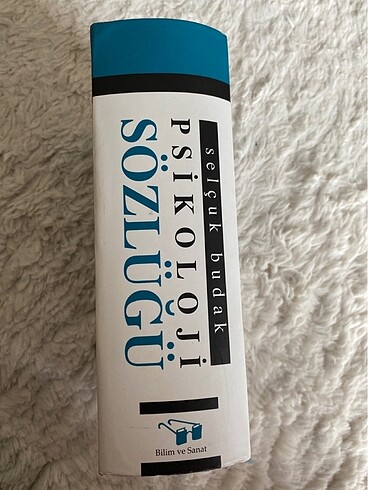 selçuk budak
PSİKOLOJİ
SÖZLÜĞÜ
Bilim ve Sanat